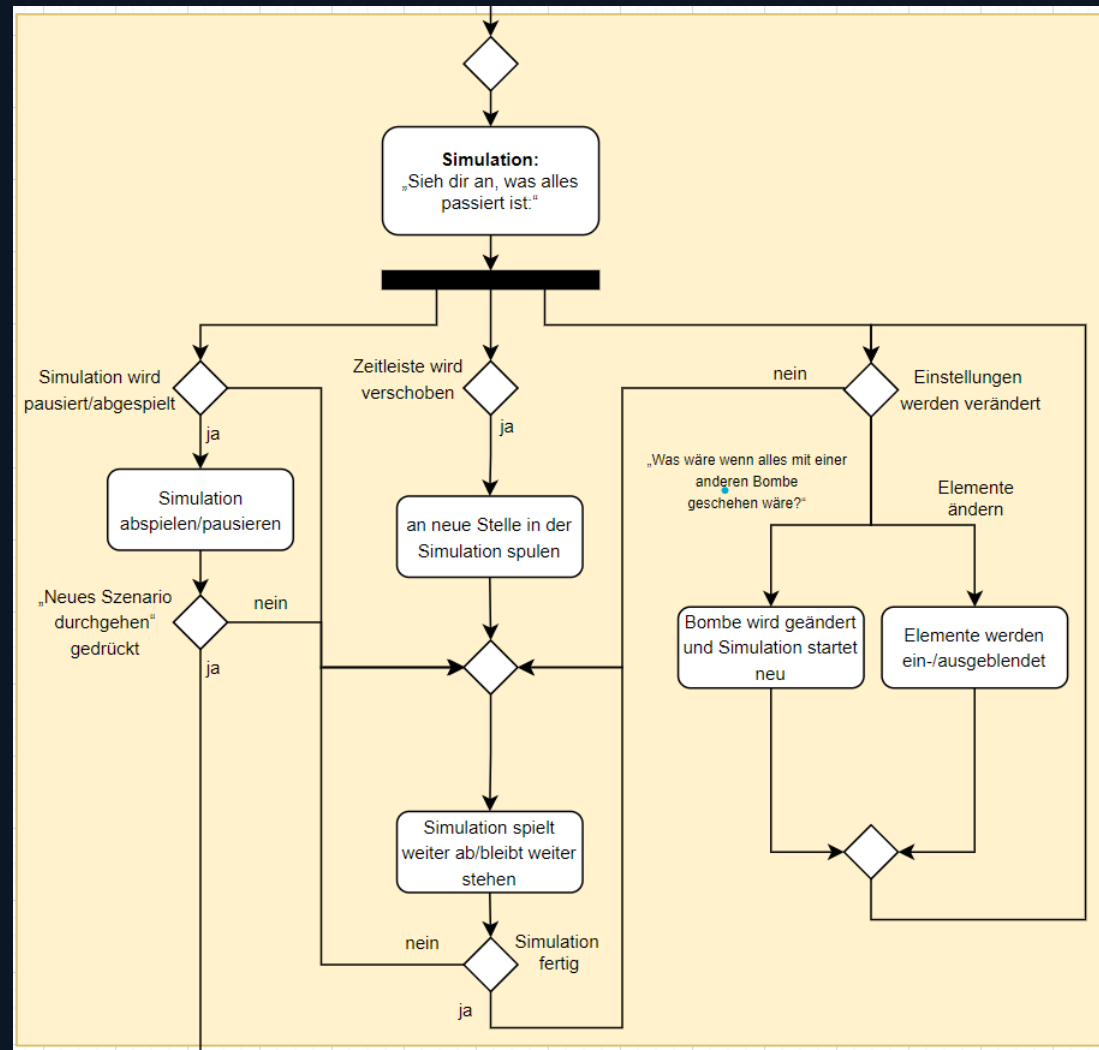 Simulation:
„Sieh dir an, was alles
passiert ist:“
Simulation wird
pausiert/abgespielt
Zeitleiste wird
verschoben
nein
Einstellungen
werden verändert
ja
ja
„Was wäre wenn alles mit einer
anderen Bombe
geschehen wäre?“
Elemente
ändern
Simulation
abspielen/pausieren
an neue Stelle in der
Simulation spulen
„Neues Szenario
durchgehen“
gedrückt
nein
ja
Bombe wird geändert
und Simulation startet
neu
Elemente werden
ein-/ausgeblendet
Simulation spielt
weiter ab/bleibt weiter
stehen
nein
Simulation
fertig
ja